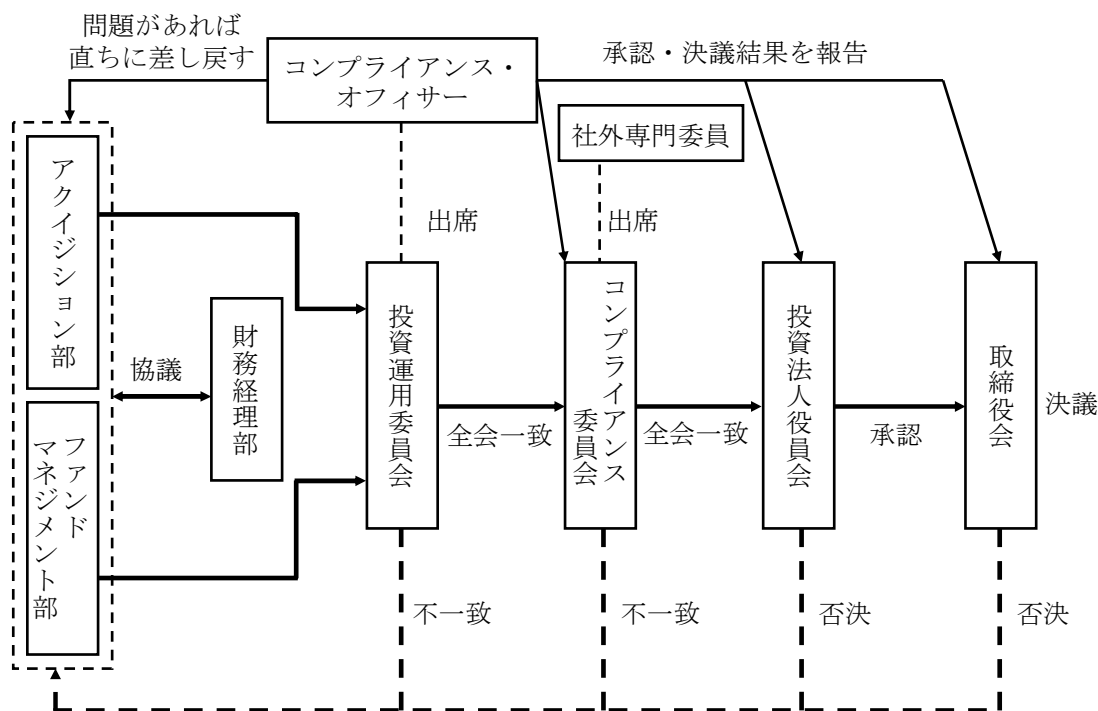 問題があれば
直ちに差し戻す
コンプライアンス・
オフィサー
承認・決議結果を報告
社外専門委員
アクイジション部
出席
出席
財務経理部
協議
投資運用委員会
コンプライアンス
委員会
投資法人役員会
取締役会
決議
全会一致
全会一致
承認
ファンド
マネジメント部
不一致
不一致
否決
否決